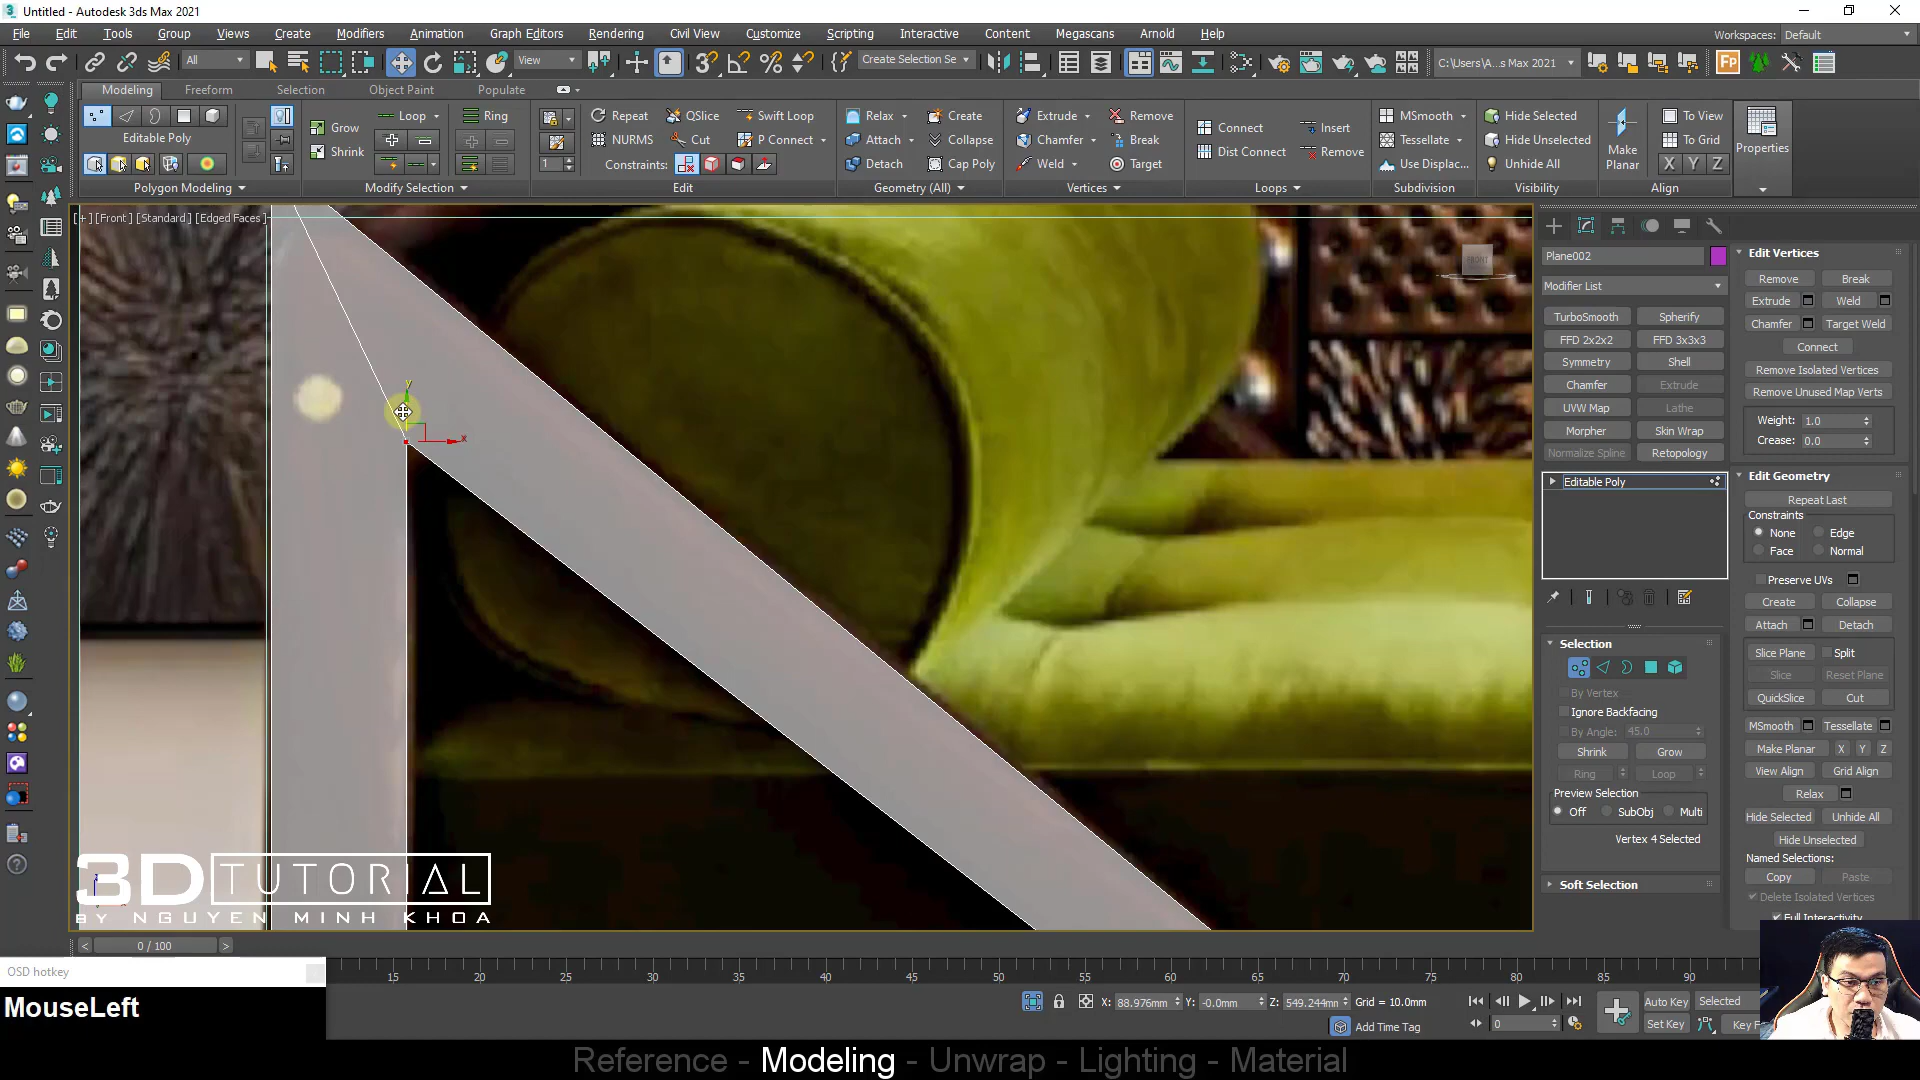 Untitled - Autodesk 3ds Max 2021
File Edit Tools Group Views Create Modifiers Animation Graph Editors Rendering Civil View Customize Scripting Interactive Content Megascans Arnold Help
Workspaces: Default
All View Create Selection Se C:\Users\A...s Max 2021
Modeling Freeform Selection Object Paint Populate
Loop Ring Repeat QSlice Swift Loop Relax Create Extrude Remove MSmooth Hide Selected To View
Grow Connect Insert
Editable Poly NURMS Cut P Connect Attach Collapse Chamfer Break Tessellate Hide Unselected To Grid
Shrink Dist Connect Remove Make Planar Properties
1 Constraints: Detach Cap Poly Weld Target Use Displac... Unhide All X Y Z
Polygon Modeling Modify Selection Edit Geometry (All) Vertices Loops Subdivision Visibility Align
[+] [Front] [Standard] [Edged Faces]
FRONT
y
x
Plane002
Modifier List
TurboSmooth Spherify
FFD 2x2x2 FFD 3x3x3
Symmetry Shell
Chamfer Extrude
UVW Map Lathe
Morpher Skin Wrap
Normalize Spline Retopology
Editable Poly
Selection
By Vertex
Ignore Backfacing
By Angle: 45.0
Shrink Grow
Ring Loop
Preview Selection
Off SubObj Multi
Vertex 4 Selected
Soft Selection
Edit Vertices
Remove Break
Extrude Weld
Chamfer Target Weld
Connect
Remove Isolated Vertices
Remove Unused Map Verts
Weight: 1.0
Crease: 0.0
Edit Geometry
Repeat Last
Constraints
None Edge
Face Normal
Preserve UVs
Create Collapse
Attach Detach
Slice Plane Split
Slice Reset Plane
QuickSlice Cut
MSmooth Tessellate
Make Planar X Y Z
View Align Grid Align
Relax
Hide Selected Unhide All
Hide Unselected
Named Selections:
Copy Paste
Delete Isolated Vertices
Full Interactivity
3D TUTORIAL
BY NGUYEN MINH KHOA
< 0 / 100 >
15 20 25 30 35 40 45 50 55 60 65 70 75 80 85 90
OSD hotkey
MouseLeft
X: 88.976mm Y: -0.0mm Z: 549.244mm Grid = 10.0mm
Auto Key Selected
Add Time Tag
0
Set Key Key F
Reference - Modeling - Unwrap - Lighting - Material